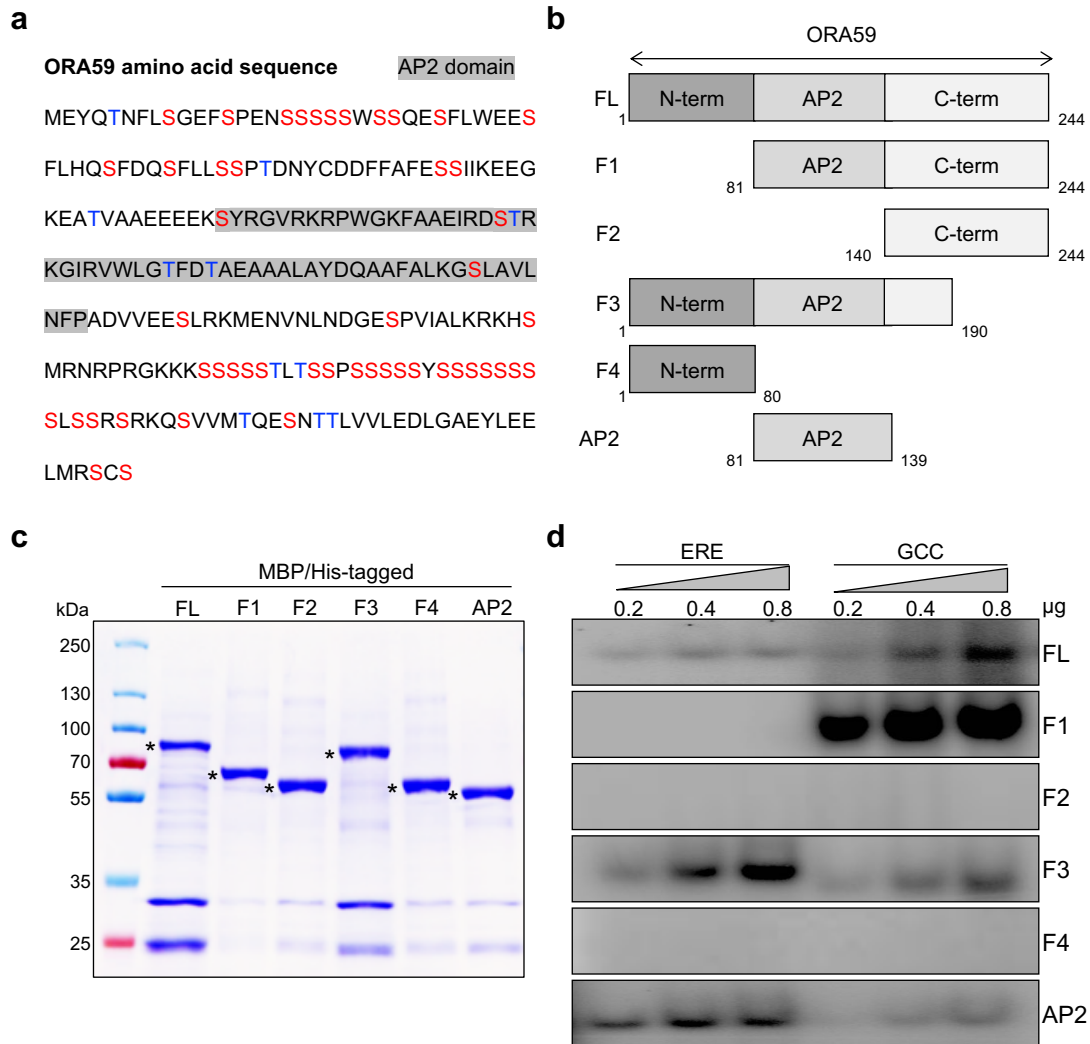 a
ORA59 amino acid sequence AP2 domain
MEYQTNFLSGEFSPENSSSSSWSSQESFLWEES
FLHQSFDQSFLLSSPTDNYCDDFFAFESSIIKEEG
KEATVAAEEEEKSYRGVRKRPWGKFAAEIRDSTR
KGIRVWLGTFDTAEAAALAYDQAAFALKGSLAVL
NFPADVVEESLRKMENVNLNDGESPVIALKRKHS
MRNRPRGKKKSSSSSTLTSSPSSSSSYSSSSSSS
SLSSRSRKQSVVMTQESNTTLVVLEDLGAEYLEE
LMRSCS
b
ORA59
FL N-term AP2 C-term
1 244
F1 AP2 C-term
81 244
F2 C-term
140 244
F3 N-term AP2
1 190
F4 N-term
1 80
AP2 AP2
81 139
c
MBP/His-tagged
kDa FL F1 F2 F3 F4 AP2
250
130
100
70
55
35
25
* * * * * *
d
ERE GCC
0.2 0.4 0.8 0.2 0.4 0.8 µg
FL
F1
F2
F3
F4
AP2